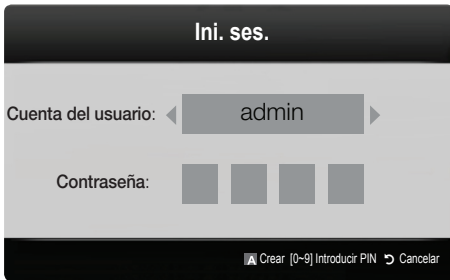 Ini. ses.
Cuenta del usuario: admin
Contraseña:
A Crear [0~9] Introducir PIN Cancelar